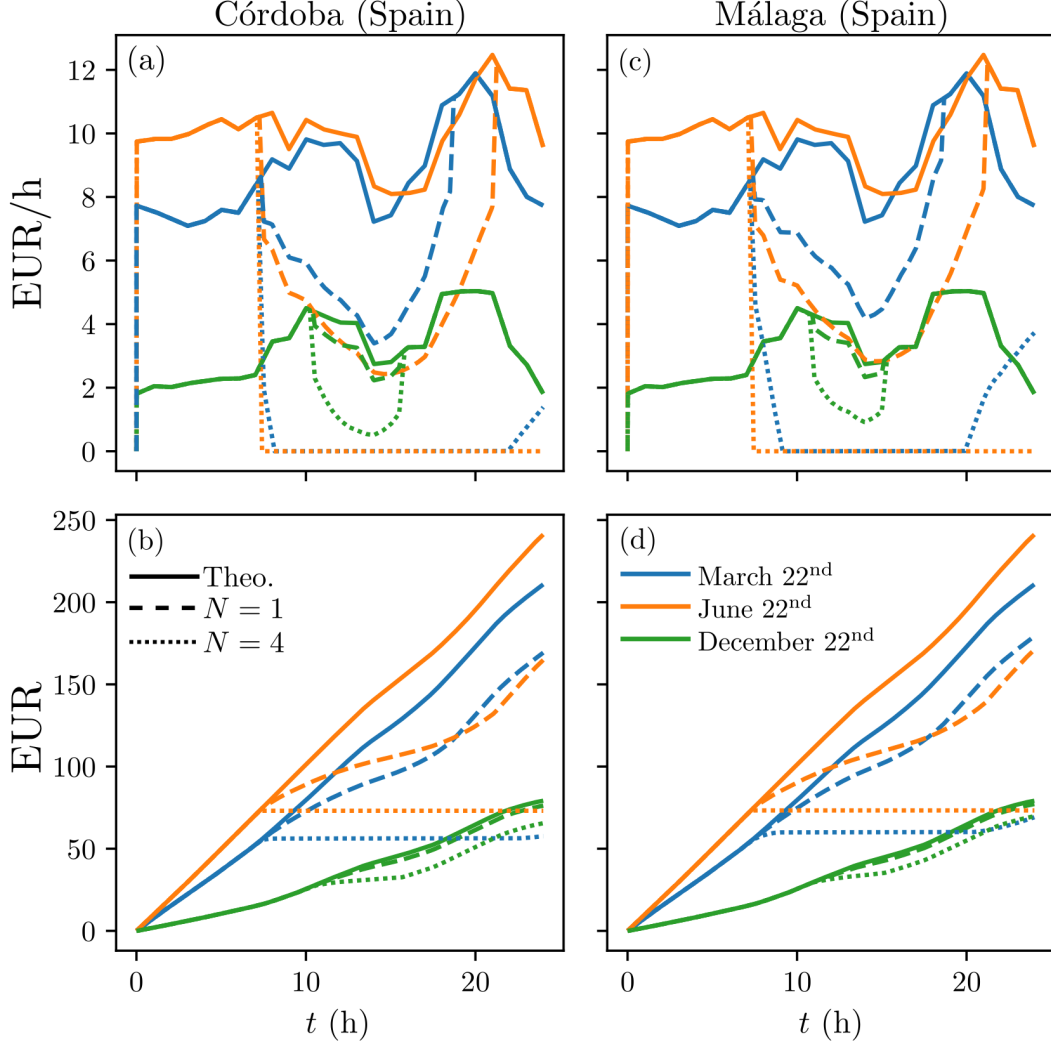 Córdoba (Spain)
Málaga (Spain)
(a)
(c)
EUR/h
12
10
8
6
4
2
0
(b)
(d)
Theo.
N = 1
N = 4
March 22nd
June 22nd
December 22nd
EUR
250
200
150
100
50
0
0 10 20
0 10 20
t (h)
t (h)